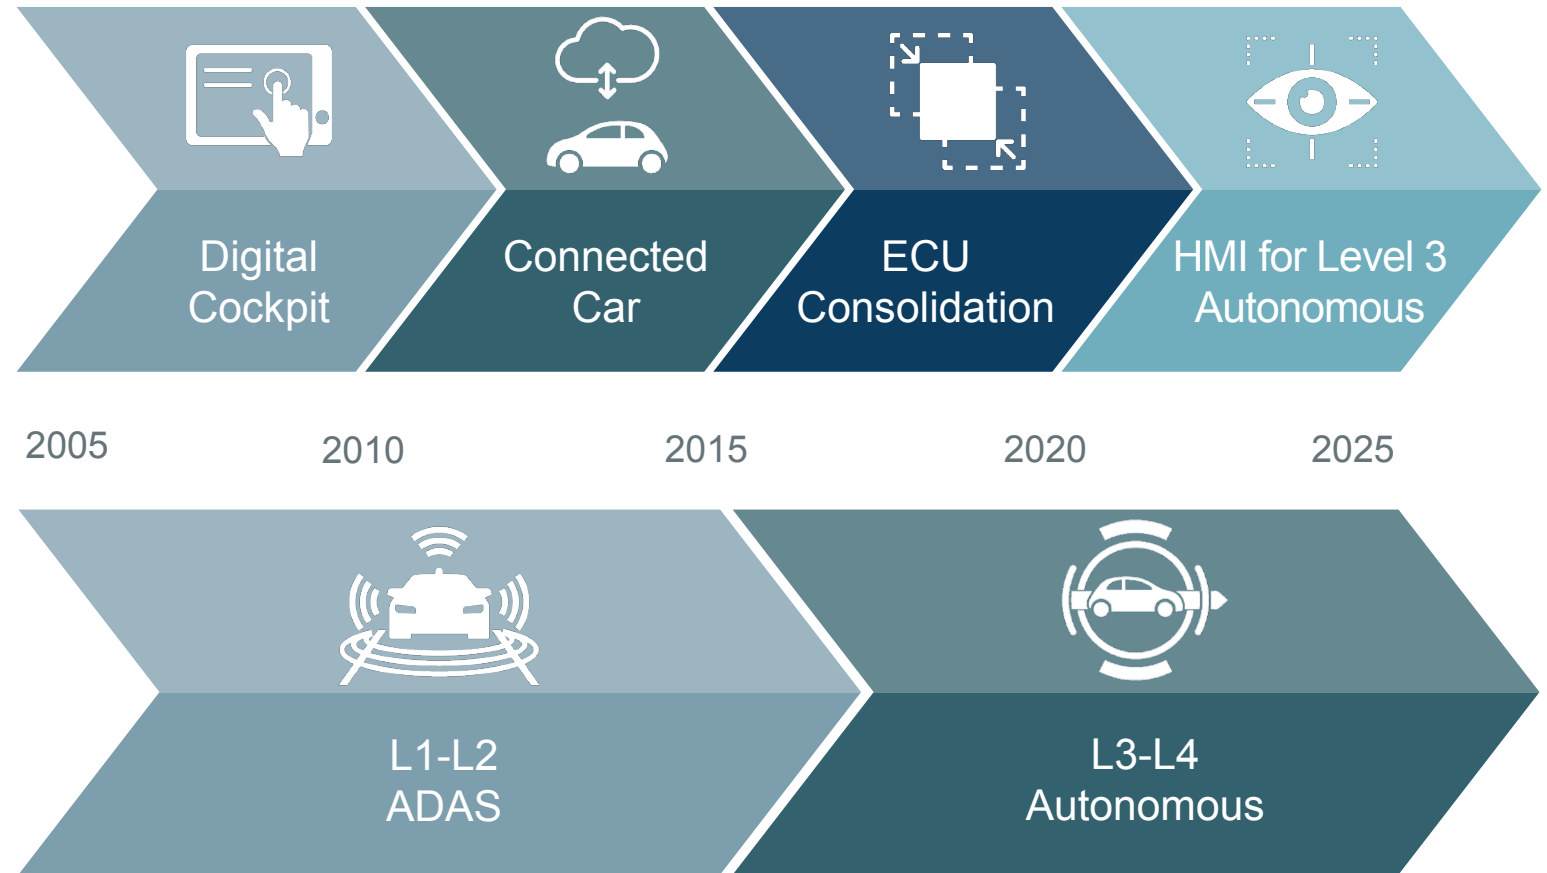 Digital
Cockpit
Connected
Car
ECU
Consolidation
HMI for Level 3
Autonomous
2005
2010
2015
2020
2025
L1-L2
ADAS
L3-L4
Autonomous